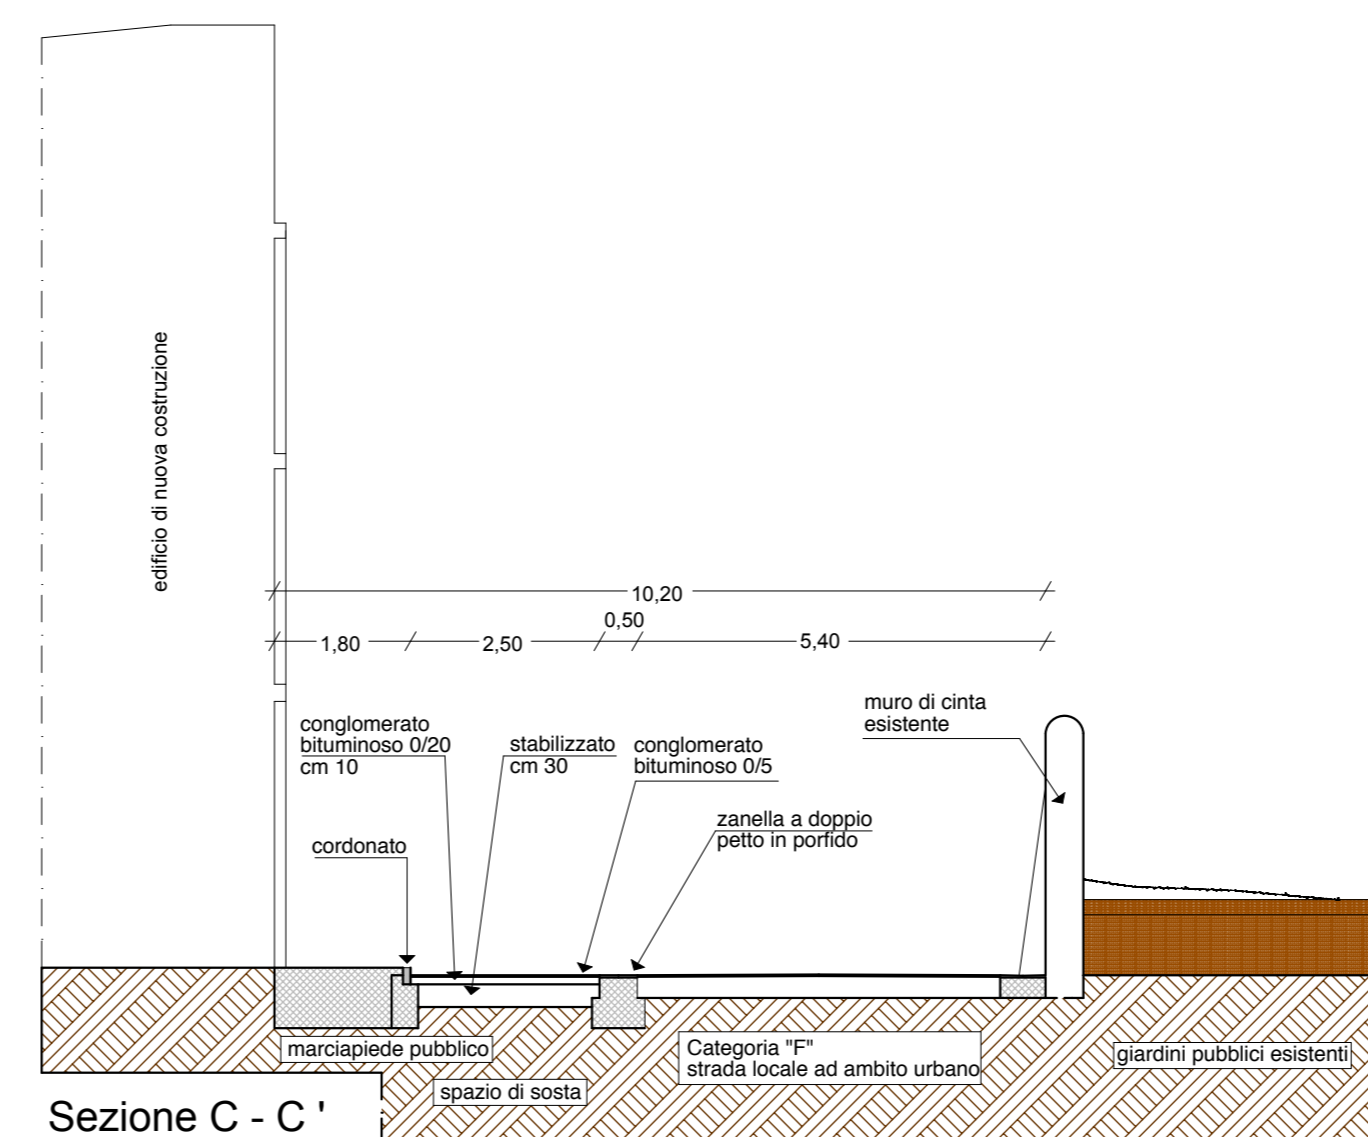 edificio di nuova costruzione
10,20
0,50
1,80
2,50
5,40
muro di cinta
esistente
conglomerato
bituminoso 0/20
cm 10
stabilizzato
cm 30
conglomerato
bituminoso 0/5
zanella a doppio
petto in porfido
cordonato
marciapiede pubblico
spazio di sosta
Categoria "F"
strada locale ad ambito urbano
giardini pubblici esistenti
Sezione C - C '